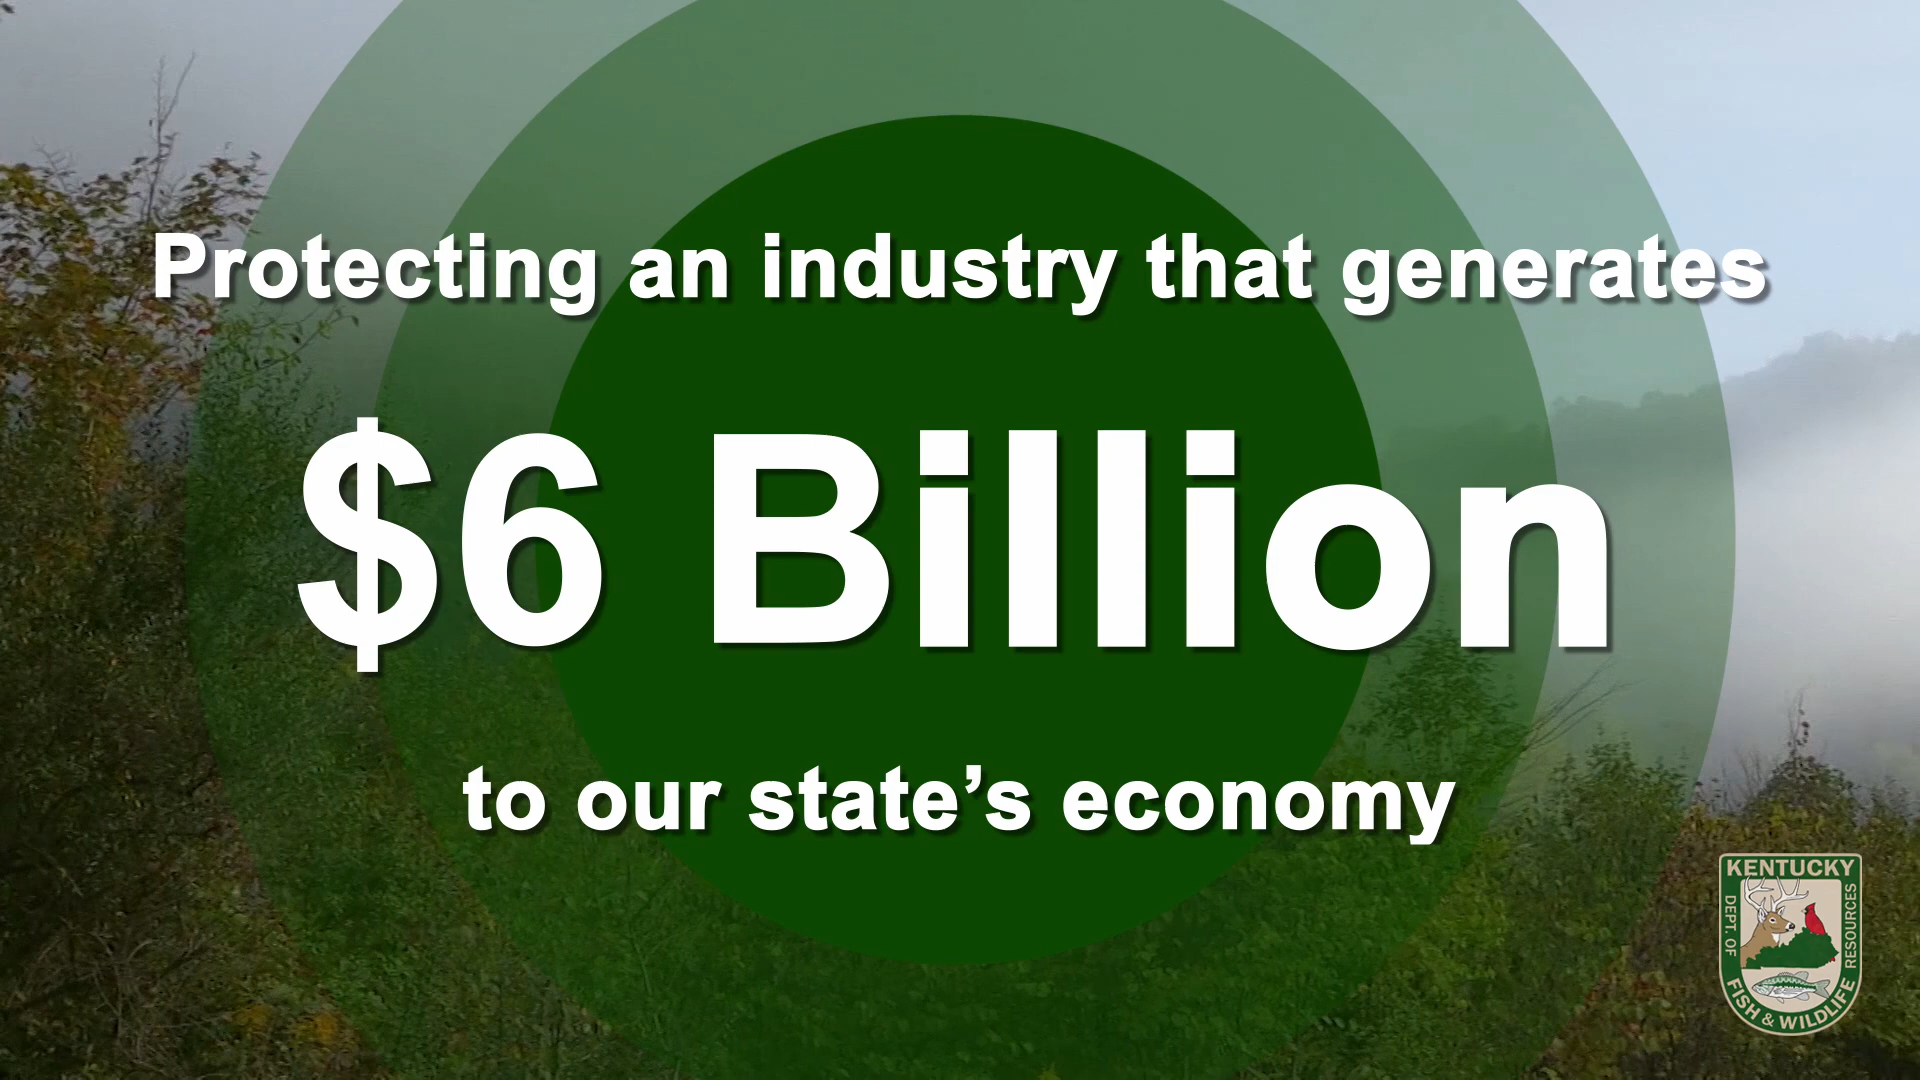 Protecting an industry that generates
$6 Billion
to our state’s economy
KENTUCKY
DEPT. OF
FISH & WILDLIFE
RESOURCES